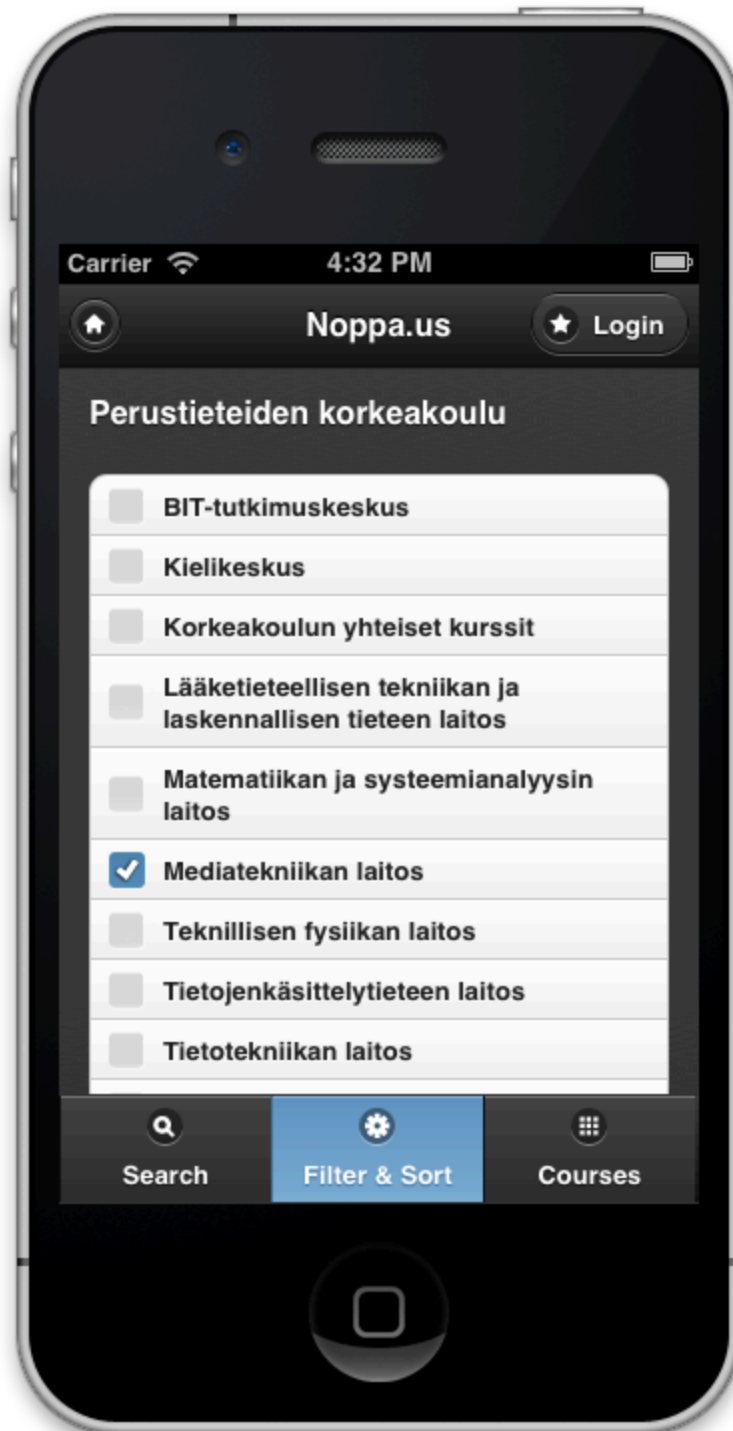 Carrier 4:32 PM
Noppa.us Login
Perustieteiden korkeakoulu
BIT-tutkimuskeskus
Kielikeskus
Korkeakoulun yhteiset kurssit
Lääketieteellisen tekniikan ja
laskennallisen tieteen laitos
Matematiikan ja systeemianalyysin
laitos
Mediatekniikan laitos
Teknillisen fysiikan laitos
Tietojenkäsittelytieteen laitos
Tietotekniikan laitos
Search Filter & Sort Courses